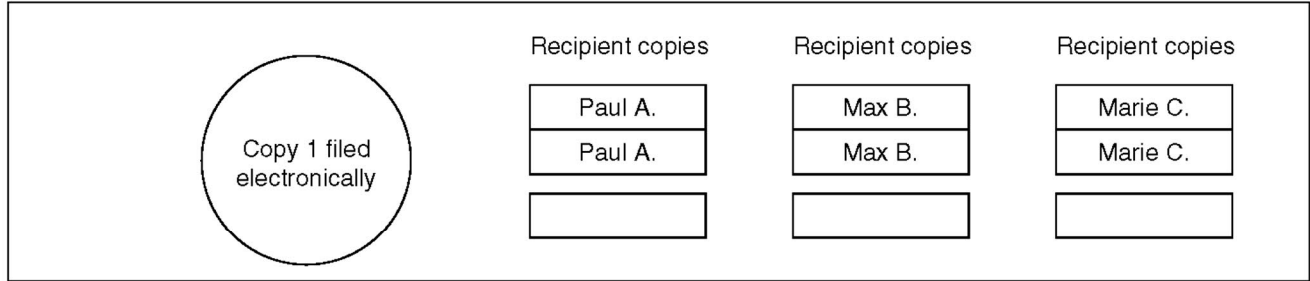 Copy 1 filed
electronically
Recipient copies
Paul A.
Paul A.
Recipient copies
Max B.
Max B.
Recipient copies
Marie C.
Marie C.